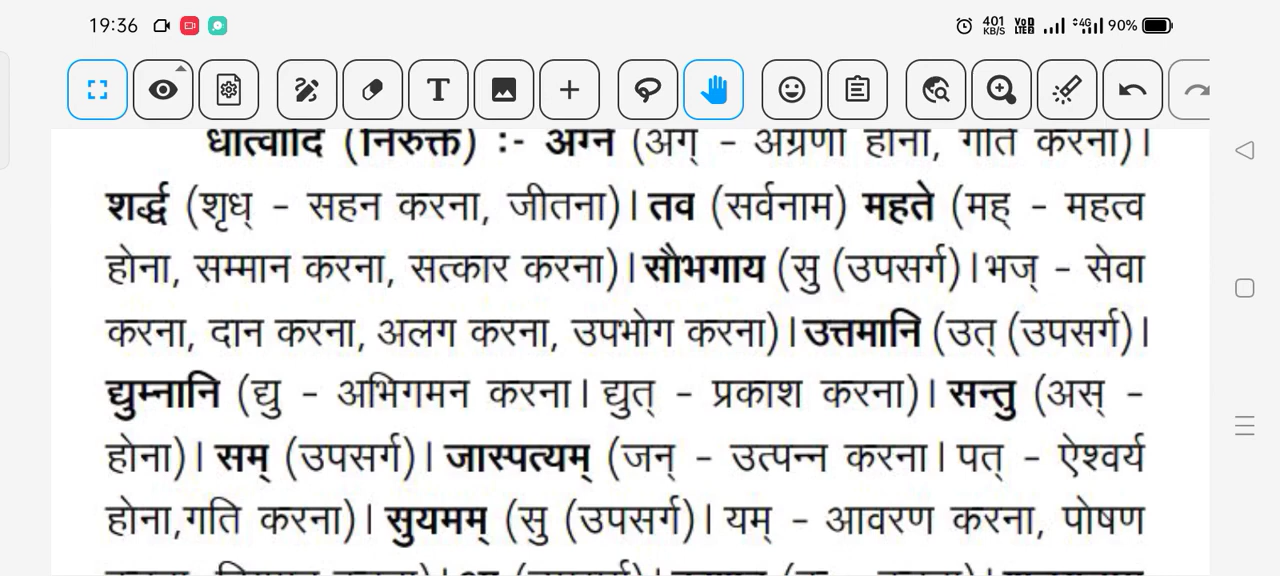 19:36
401 KB/S VoD LTE2 4G 90%
T
धात्वादि (निरुक्त) :- अग्ने (अग् - अग्रणी होना, गति करना)।
शर्द्ध (शृध् - सहन करना, जीतना)। तव (सर्वनाम) महते (मह् - महत्व
होना, सम्मान करना, सत्कार करना)। सौभगाय (सु (उपसर्ग)। भज् - सेवा
करना, दान करना, अलग करना, उपभोग करना)। उत्तमानि (उत् (उपसर्ग)।
द्युम्नानि (द्यु - अभिगमन करना। द्युत् - प्रकाश करना)। सन्तु (अस् -
होना)। सम् (उपसर्ग)। जास्पत्यम् (जन् - उत्पन्न करना। पत् - ऐश्वर्य
होना,गति करना)। सुयमम् (सु (उपसर्ग)। यम् - आवरण करना, पोषण